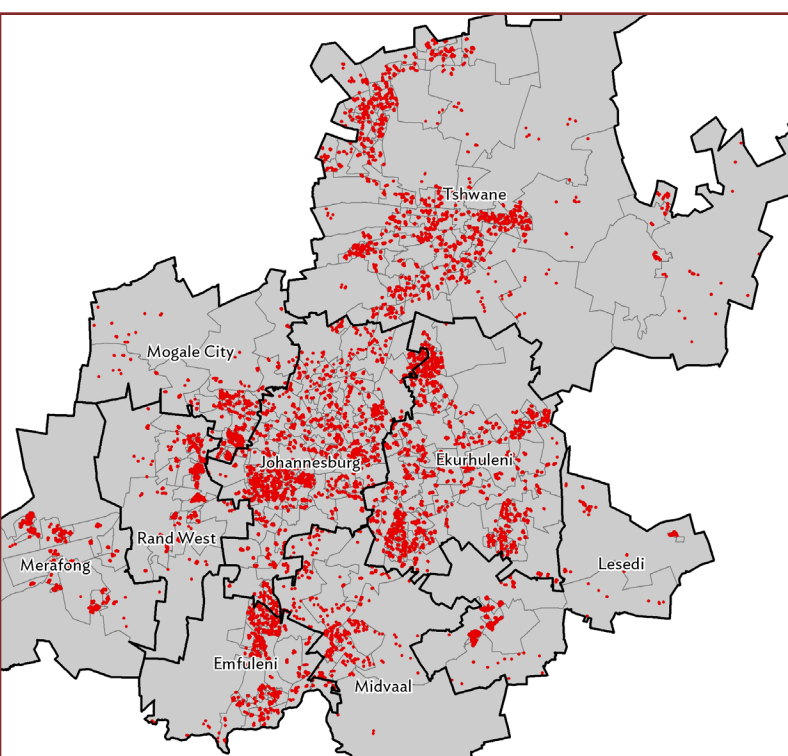 Tshwane
Mogale City
Johannesburg
Ekurhuleni
Rand West
Merafong
Lesedi
Emfuleni
Midvaal